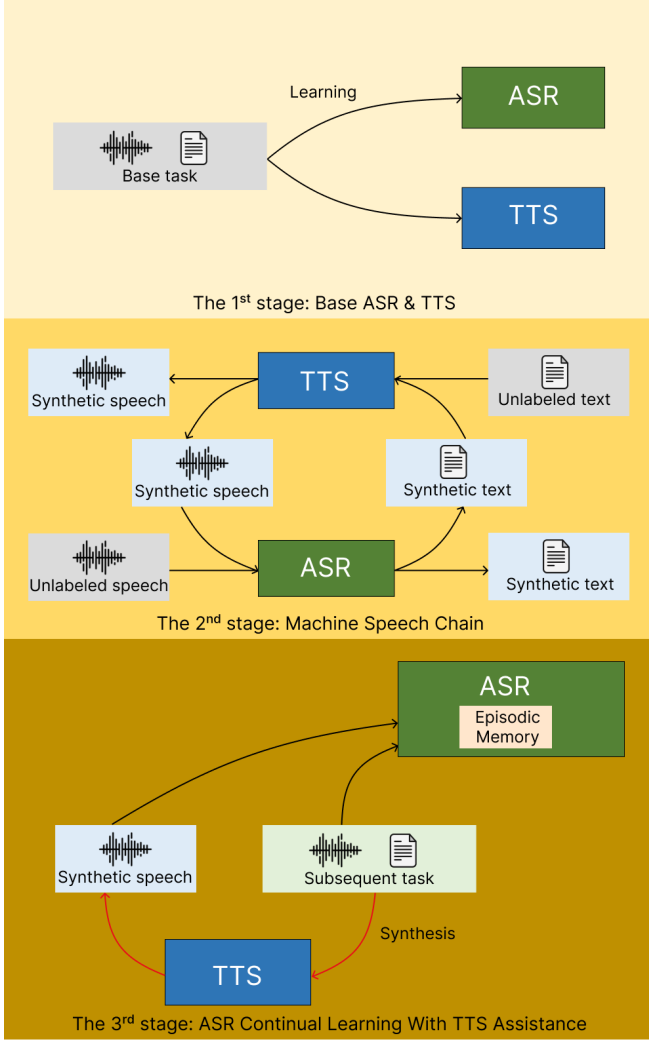 Learning
ASR
Base task
TTS
The 1st stage: Base ASR & TTS
Synthetic speech
TTS
Unlabeled text
Synthetic speech
Synthetic text
Unlabeled speech
ASR
Synthetic text
The 2nd stage: Machine Speech Chain
ASR
Episodic
Memory
Synthetic speech
Subsequent task
Synthesis
TTS
The 3rd stage: ASR Continual Learning With TTS Assistance